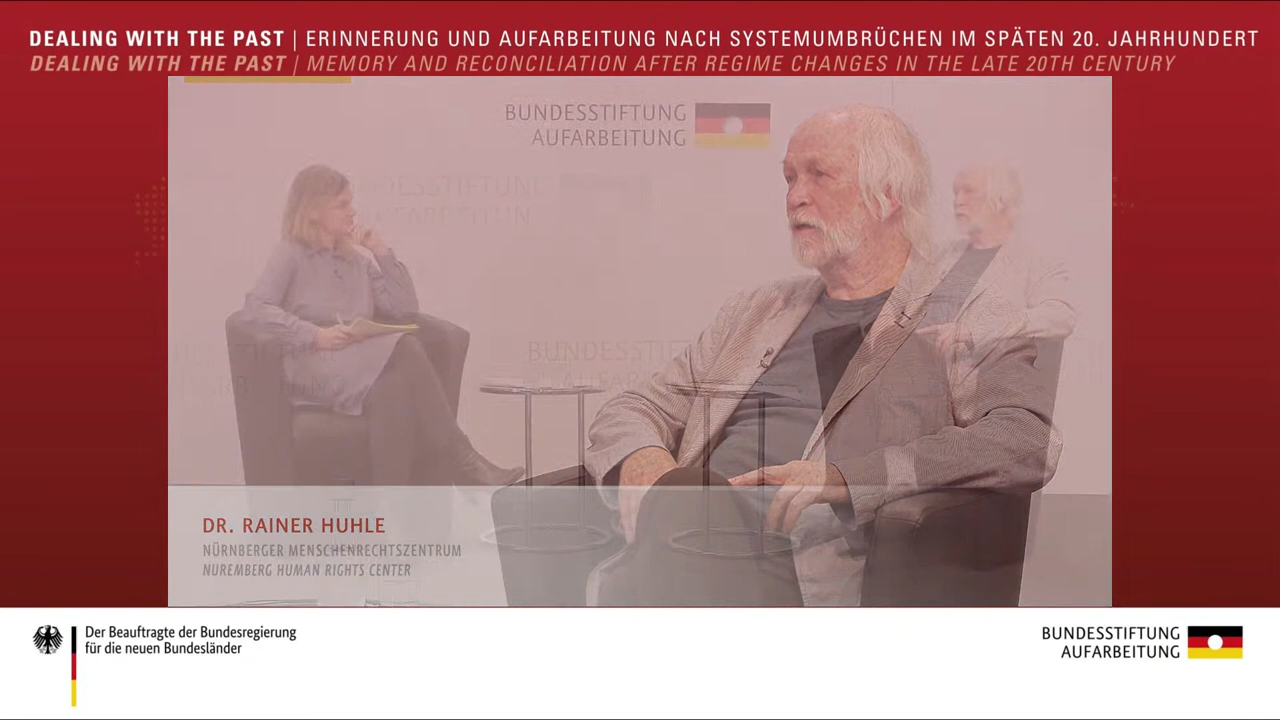 DEALING WITH THE PAST | ERINNERUNG UND AUFARBEITUNG NACH SYSTEMUMBRÜCHEN IM SPÄTEN 20. JAHRHUNDERT
DEALING WITH THE PAST | MEMORY AND RECONCILIATION AFTER REGIME CHANGES IN THE LATE 20TH CENTURY
BUNDESSTIFTUNG
AUFARBEITUNG
DR. RAINER HUHLE
NÜRNBERGER MENSCHENRECHTSZENTRUM
NUREMBERG HUMAN RIGHTS CENTER
Der Beauftragte der Bundesregierung
für die neuen Bundesländer
BUNDESSTIFTUNG
AUFARBEITUNG